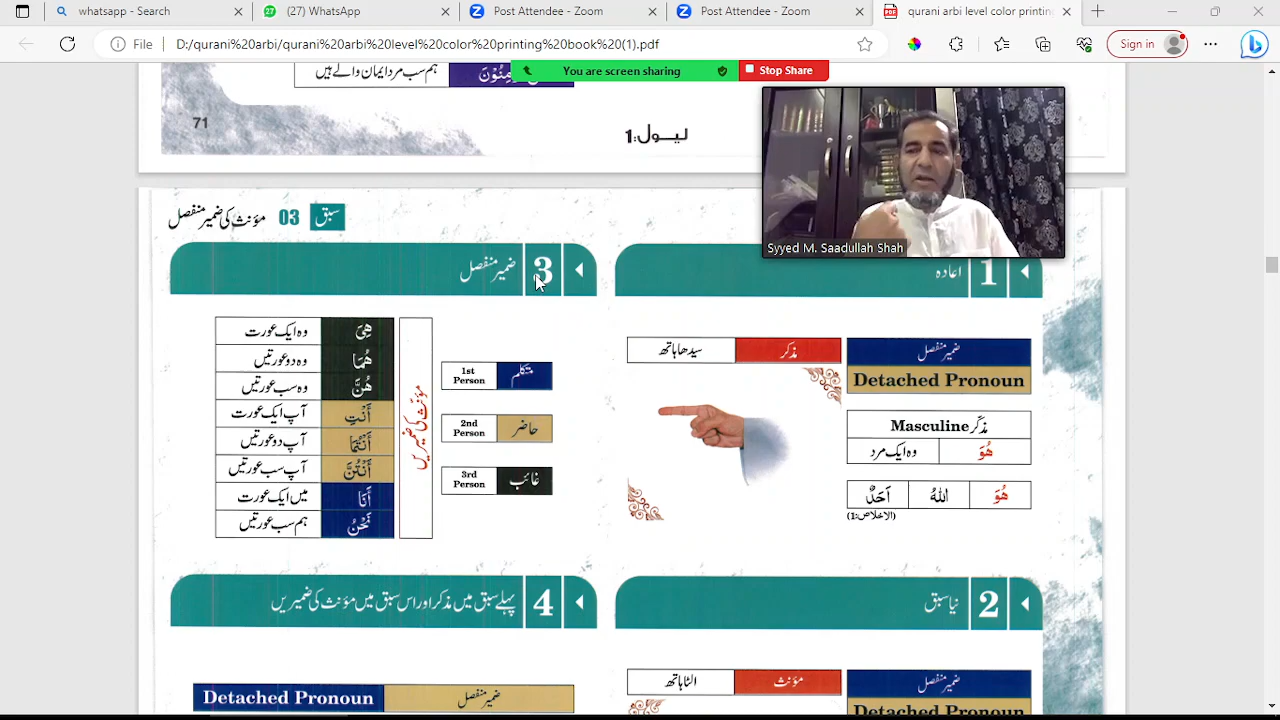 whatsapp - Search
(27) WhatsApp
Post Attendee - Zoom
Post Attendee - Zoom
qurani arbi level color printin
File
D:/qurani%20arbi/qurani%20arbi%20level%20color%20printing%20book%20(1).pdf
Sign in
You are screen sharing
Stop Share
ہم سب مرد ایمان والے ہیں
71
لیول:1
Syyed M. Saadullah Shah
سبق 03 مؤنث کی ضمیر منفصل
1 اعادہ
ضمیر منفصل
Detached Pronoun
مذکر سیدھا ہاتھ
مذکر Masculine
هُوَ وہ ایک مرد
هُوَ اللهُ اَحَدٌ
(الاخلاص:1)
3 ضمیر منفصل
متکلم 1st Person
حاضر 2nd Person
غائب 3rd Person
مؤنث کی ضمیریں
هِيَ وہ ایک عورت
هُمَا وہ دو عورتیں
هُنَّ وہ سب عورتیں
أَنْتِ آپ ایک عورت
أَنْتُمَا آپ دو عورتیں
أَنْتُنَّ آپ سب عورتیں
أَنَا میں ایک عورت
نَحْنُ ہم سب عورتیں
2 نیا سبق
ضمیر منفصل
Detached Pronoun
مؤنث الٹا ہاتھ
4 پہلے سبق میں مذکر اور اس سبق میں مؤنث کی ضمیریں
ضمیر منفصل Detached Pronoun